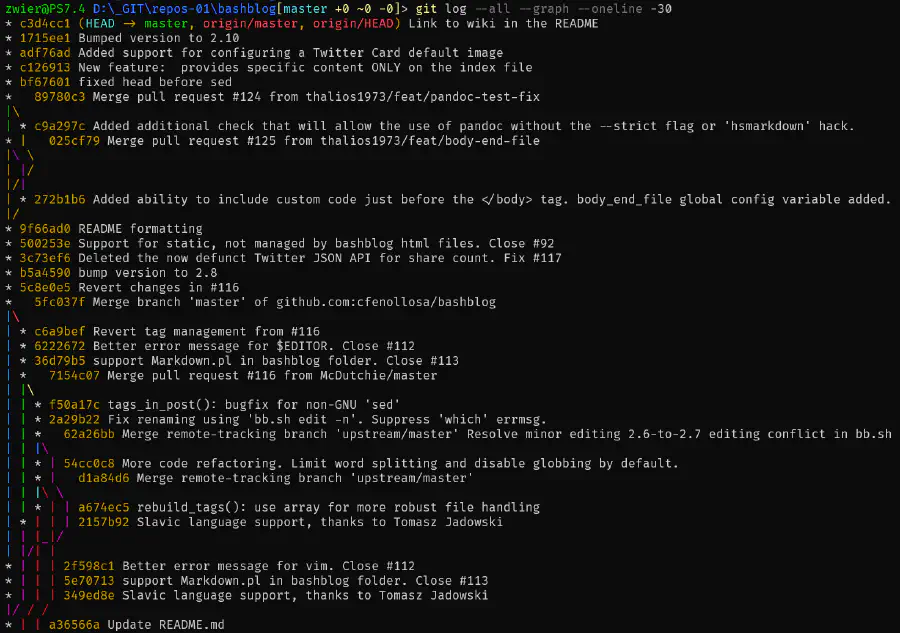 zwier@PS7.4 D:\_GIT\repos-01\bashblog[master +0 ~0 -0]> git log --all --graph --oneline -30
* c3d4cc1 (HEAD -> master, origin/master, origin/HEAD) Link to wiki in the README
* 1715ee1 Bumped version to 2.10
* adf76ad Added support for configuring a Twitter Card default image
* c126913 New feature:  provides specific content ONLY on the index file
* bf67601 fixed head before sed
*   89780c3 Merge pull request #124 from thalios1973/feat/pandoc-test-fix
|\
| * c9a297c Added additional check that will allow the use of pandoc without the --strict flag or 'hsmarkdown' hack.
* |   025cf79 Merge pull request #125 from thalios1973/feat/body-end-file
|\ \
| |/
|/|
| * 272b1b6 Added ability to include custom code just before the </body> tag. body_end_file global config variable added.
|/
* 9f66ad0 README formatting
* 500253e Support for static, not managed by bashblog html files. Close #92
* 3c73ef6 Deleted the now defunct Twitter JSON API for share count. Fix #117
* b5a4590 bump version to 2.8
* 5c8e0e5 Revert changes in #116
*   5fc037f Merge branch 'master' of github.com:cfenollosa/bashblog
|\
| * c6a9bef Revert tag management from #116
| * 6222672 Better error message for $EDITOR. Close #112
| * 36d79b5 support Markdown.pl in bashblog folder. Close #113
| *   7154c07 Merge pull request #116 from McDutchie/master
| |\
| | * f50a17c tags_in_post(): bugfix for non-GNU 'sed'
| | * 2a29b22 Fix renaming using 'bb.sh edit -n'. Suppress 'which' errmsg.
| | *   62a26bb Merge remote-tracking branch 'upstream/master' Resolve minor editing 2.6-to-2.7 editing conflict in bb.sh
| | |\
| | * | 54cc0c8 More code refactoring. Limit word splitting and disable globbing by default.
| | * |   d1a84d6 Merge remote-tracking branch 'upstream/master'
| | |\ \
| | * | | a674ec5 rebuild_tags(): use array for more robust file handling
| * | | | 2157b92 Slavic language support, thanks to Tomasz Jadowski
| | |_|/
| |/| |
* | | | 2f598c1 Better error message for vim. Close #112
* | | | 5e70713 support Markdown.pl in bashblog folder. Close #113
* | | | 349ed8e Slavic language support, thanks to Tomasz Jadowski
|/ / /
* | | a36566a Update README.md